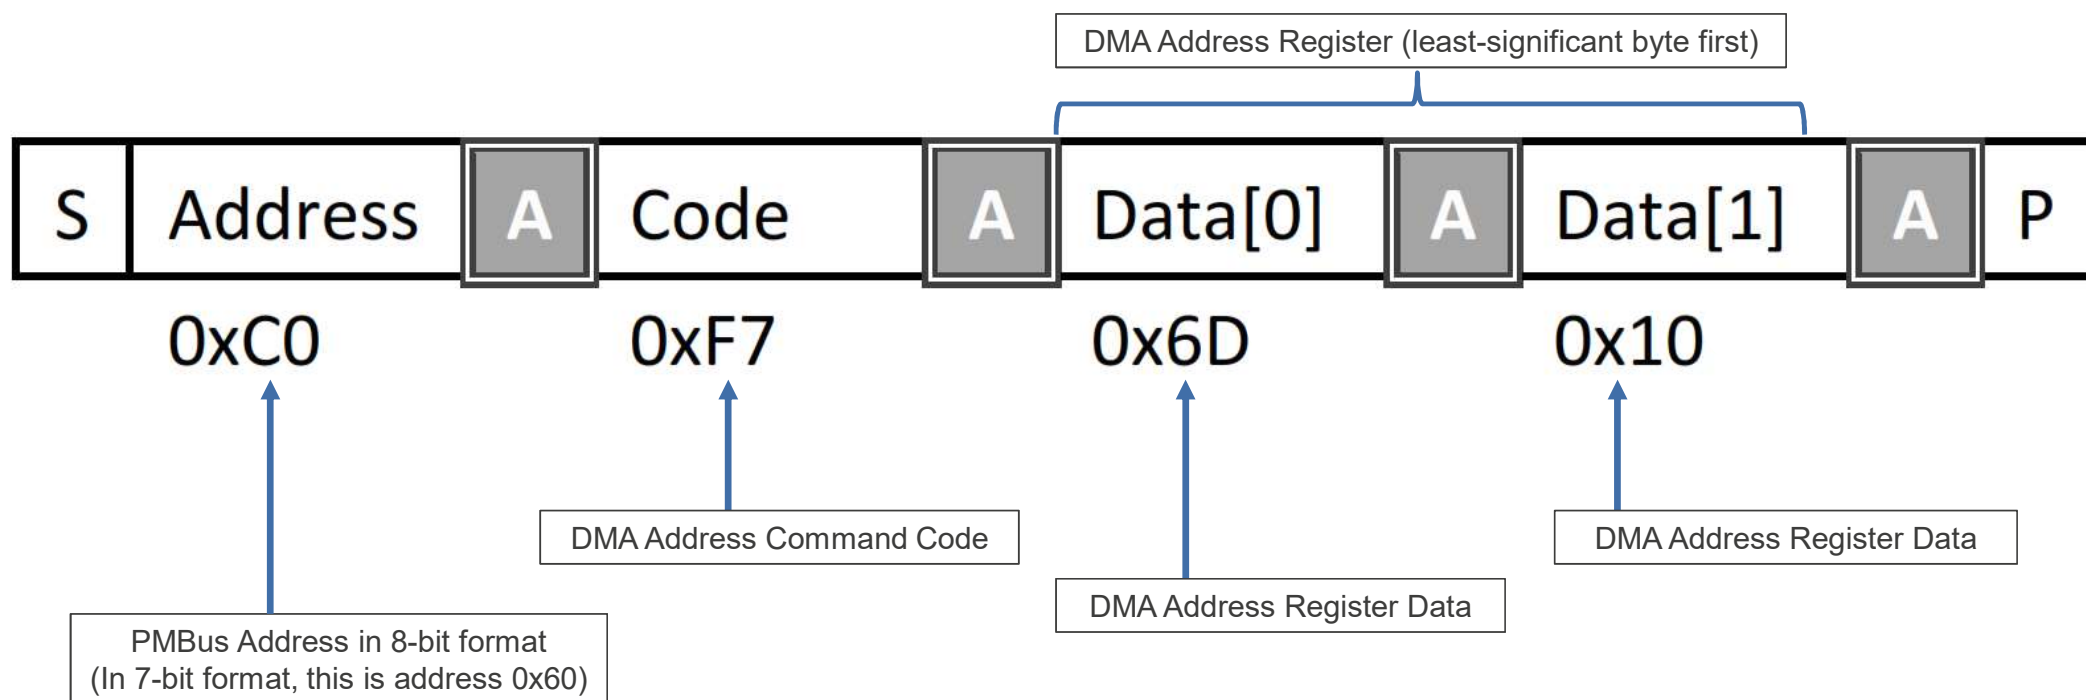 DMA Address Register (least-significant byte first)
S Address A Code A Data[0] A Data[1] A P
0xC0 0xF7 0x6D 0x10
DMA Address Command Code
DMA Address Register Data
DMA Address Register Data
PMBus Address in 8-bit format
(In 7-bit format, this is address 0x60)